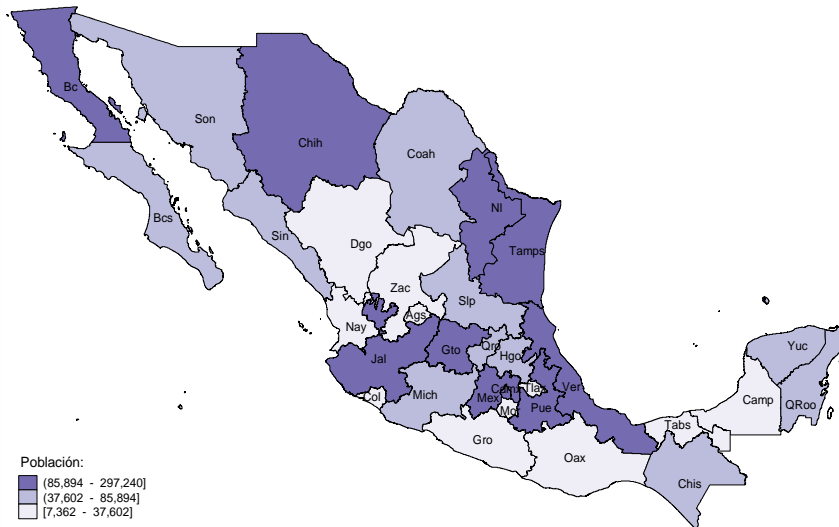 Bc
Son
Chih
Coah
Bcs
Sin
Nl
Dgo
Tamps
Zac
Slp
Nay
Ags
Jal
Gto
Qro
Hgo
Yuc
Col
Mich
Mex
Cdmx
Tlax
Ver
Camp
QRoo
Mor
Pue
Tabs
Gro
Oax
Chis
Población:
(85,894 - 297,240]
(37,602 - 85,894]
[7,362 - 37,602]